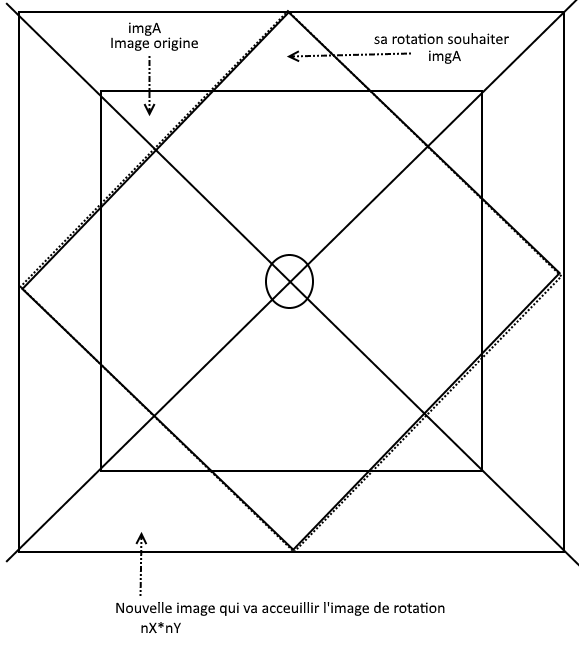 imgA
Image origine
sa rotation souhaiter
imgA
Nouvelle image qui va acceuillir l'image de rotation
nX*nY